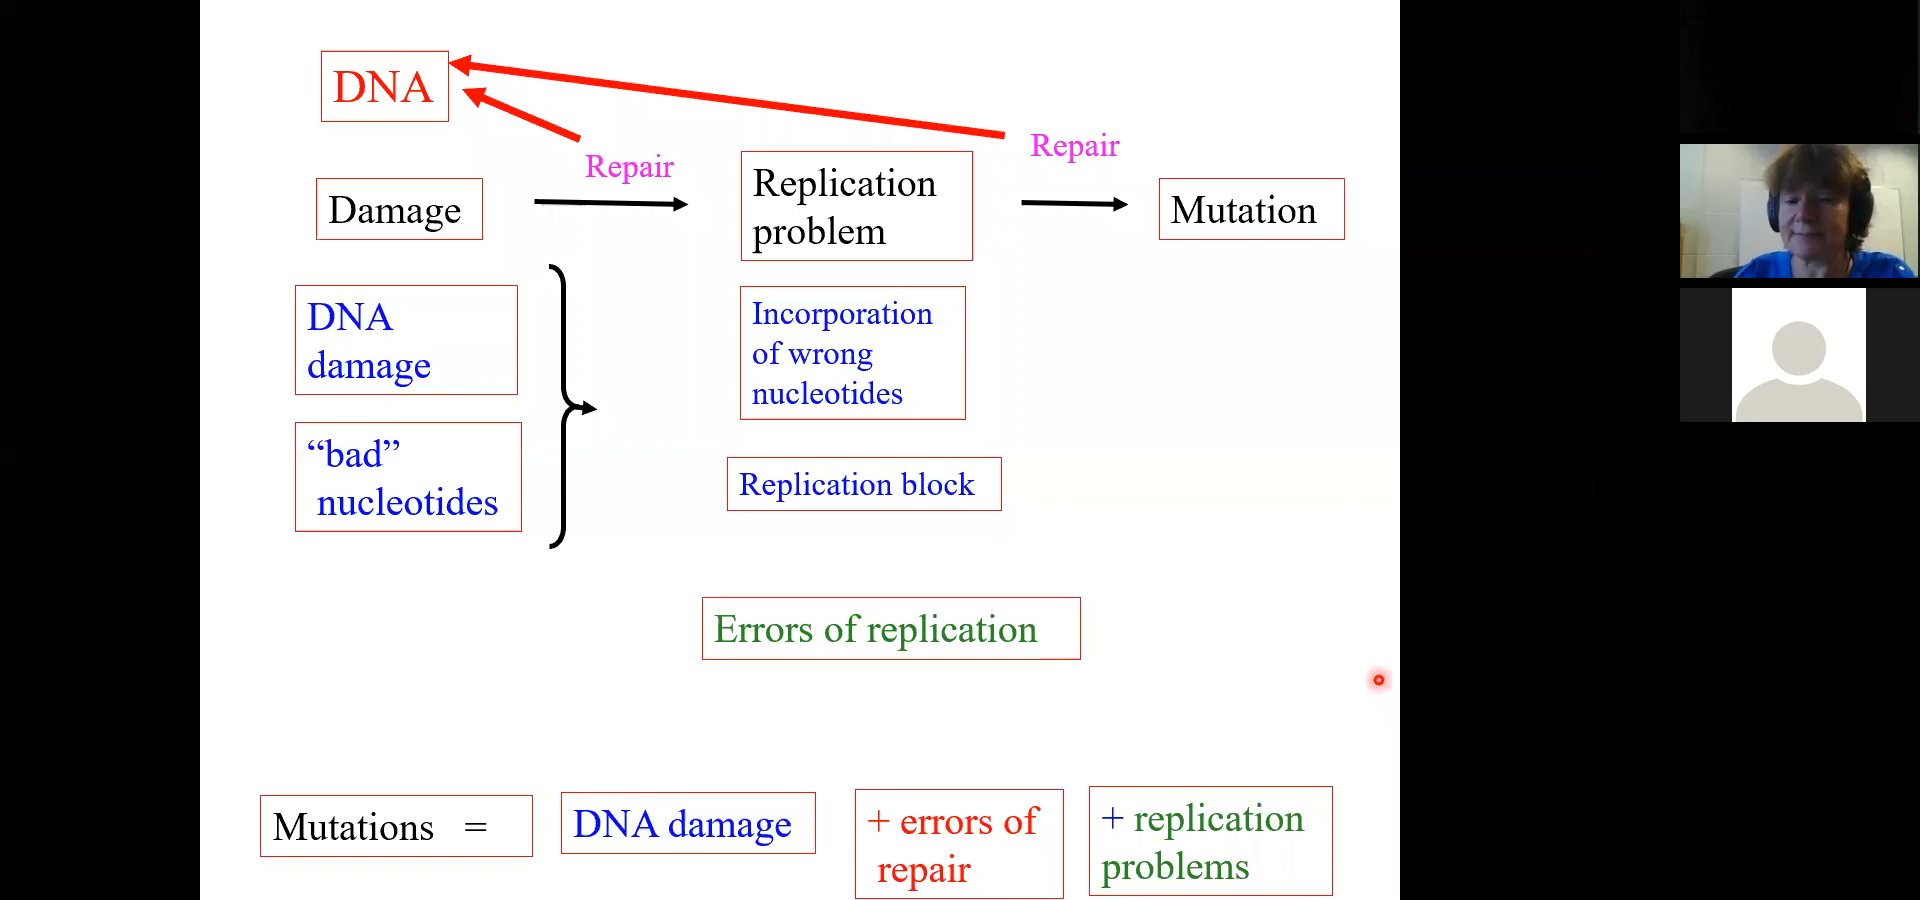 DNA
Repair
Repair
Damage
Replication
problem
Mutation
DNA
damage
Incorporation
of wrong
nucleotides
“bad”
nucleotides
Replication block
Errors of replication
Mutations =
DNA damage
+ errors of
repair
+ replication
problems